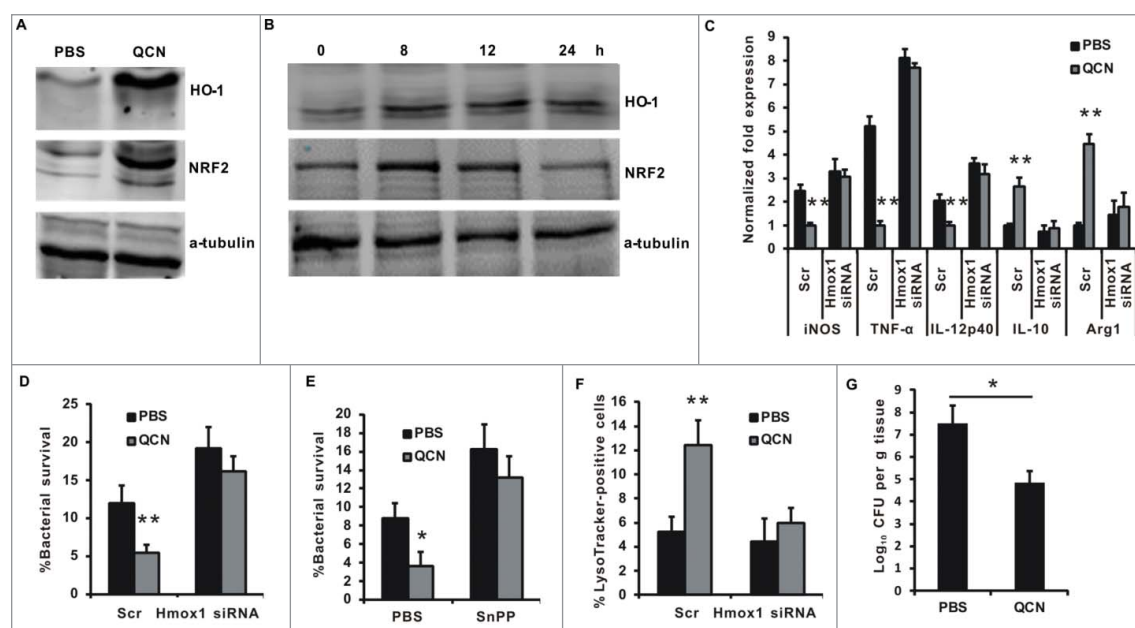 A
PBS QCN
HO-1
NRF2
a-tubulin
B
0 8 12 24 h
HO-1
NRF2
a-tubulin
C
Normalized fold expression
9
8
7
6
5
4
3
2
1
0
PBS
QCN
**
**
**
**
**
Scr
Hmox1 siRNA
Scr
Hmox1 siRNA
Scr
Hmox1 siRNA
Scr
Hmox1 siRNA
Scr
Hmox1 siRNA
iNOS TNF-α IL-12p40 IL-10 Arg1
D
%Bacterial survival
25
20
15
10
5
0
PBS
QCN
**
Scr Hmox1 siRNA
E
%Bacterial survival
20
18
16
14
12
10
8
6
4
2
0
PBS
QCN
*
PBS SnPP
F
% LysoTracker-positive cells
16
14
12
10
8
6
4
2
0
**
PBS
QCN
Scr Hmox1 siRNA
G
Log₁₀ CFU per g tissue
9
8
7
6
5
4
3
2
1
0
*
PBS QCN